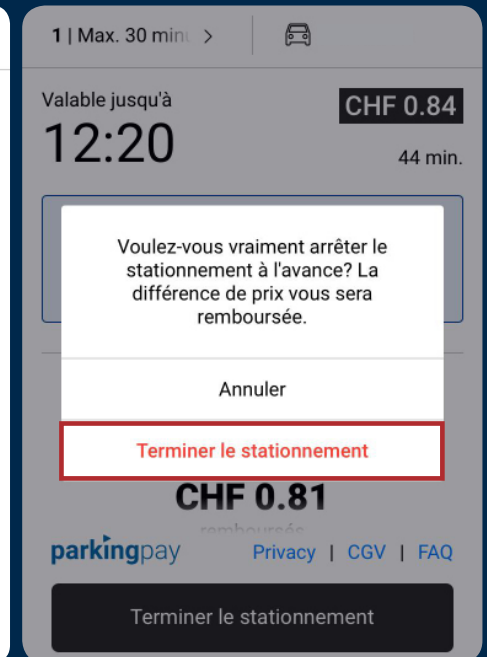 1 | Max. 30 min >
Valable jusqu'à
CHF 0.84
12:20
44 min.
Voulez-vous vraiment arrêter le
stationnement à l'avance? La
différence de prix vous sera
remboursée.
Annuler
Terminer le stationnement
CHF 0.81
remboursés
parkingpay Privacy | CGV | FAQ
Terminer le stationnement